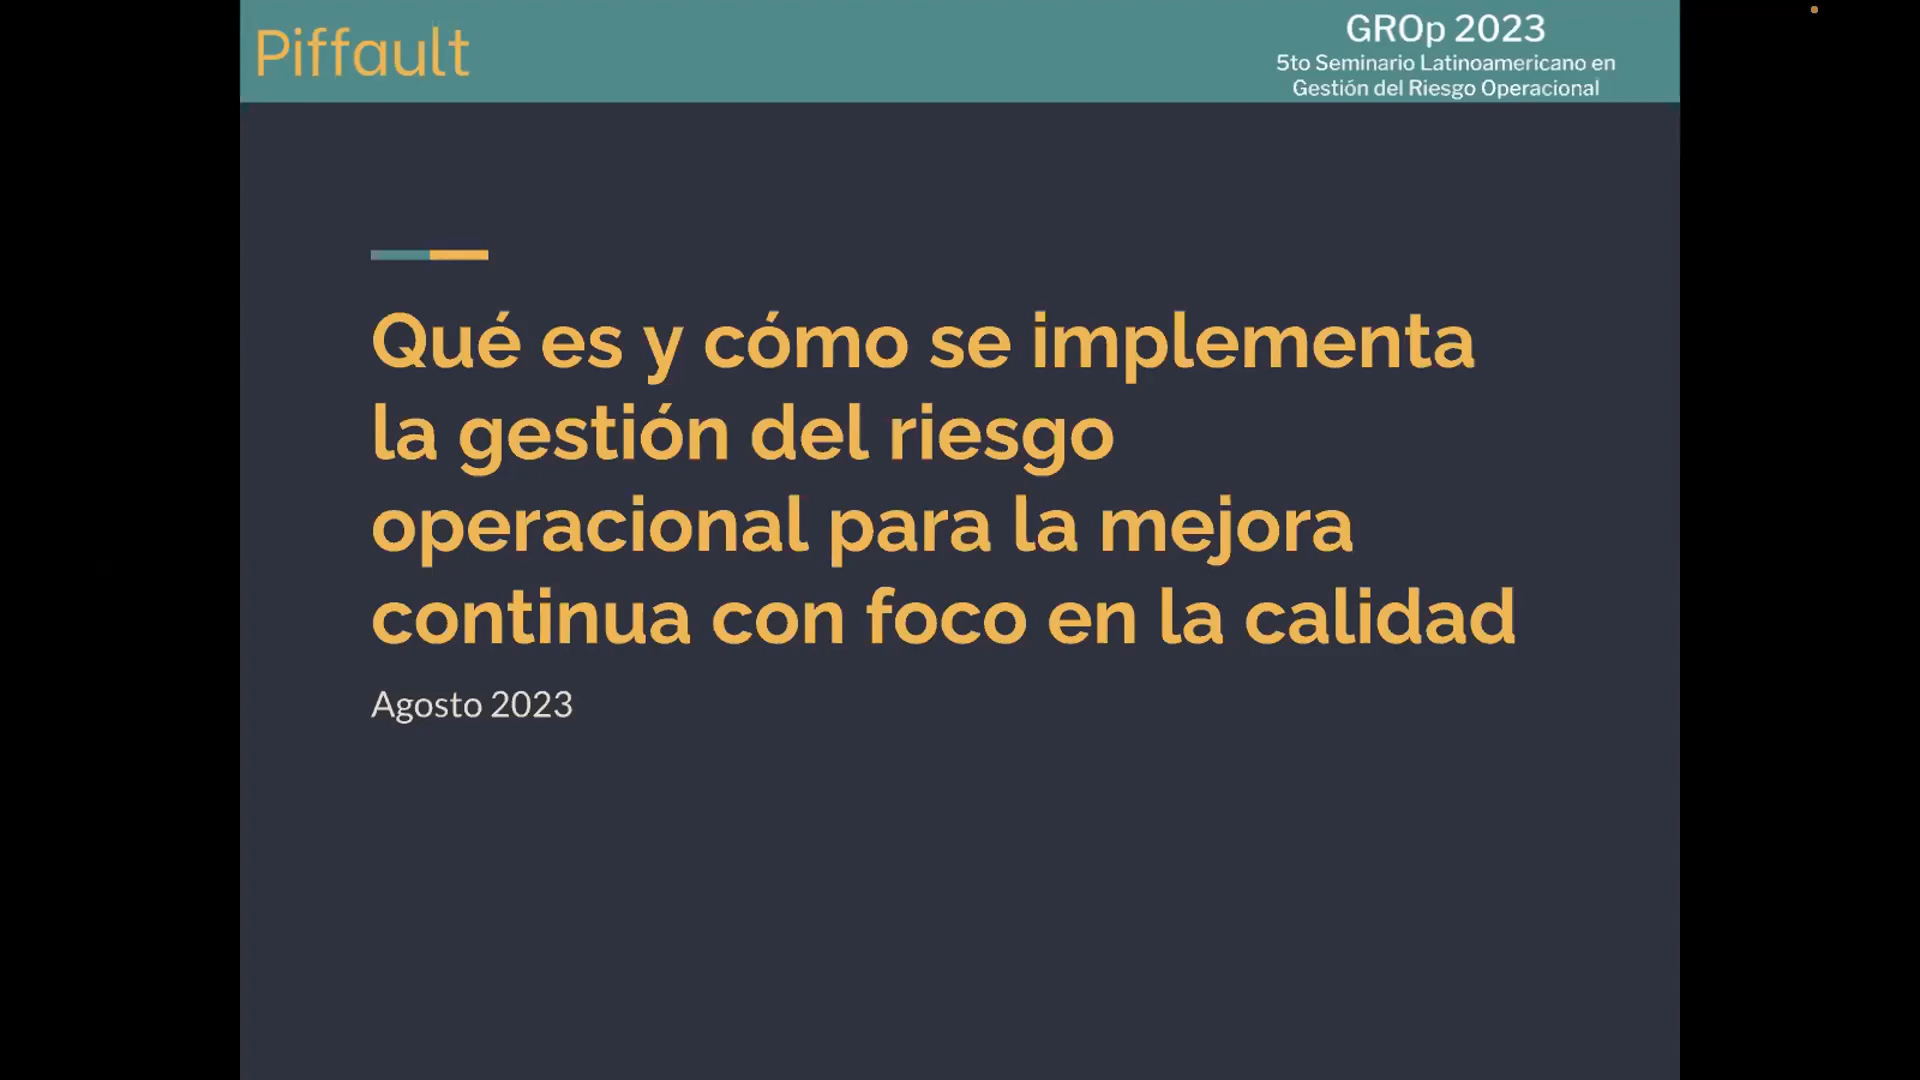 Piffault
GROp 2023
5to Seminario Latinoamericano en
Gestión del Riesgo Operacional
Qué es y cómo se implementa
la gestión del riesgo
operacional para la mejora
continua con foco en la calidad
Agosto 2023